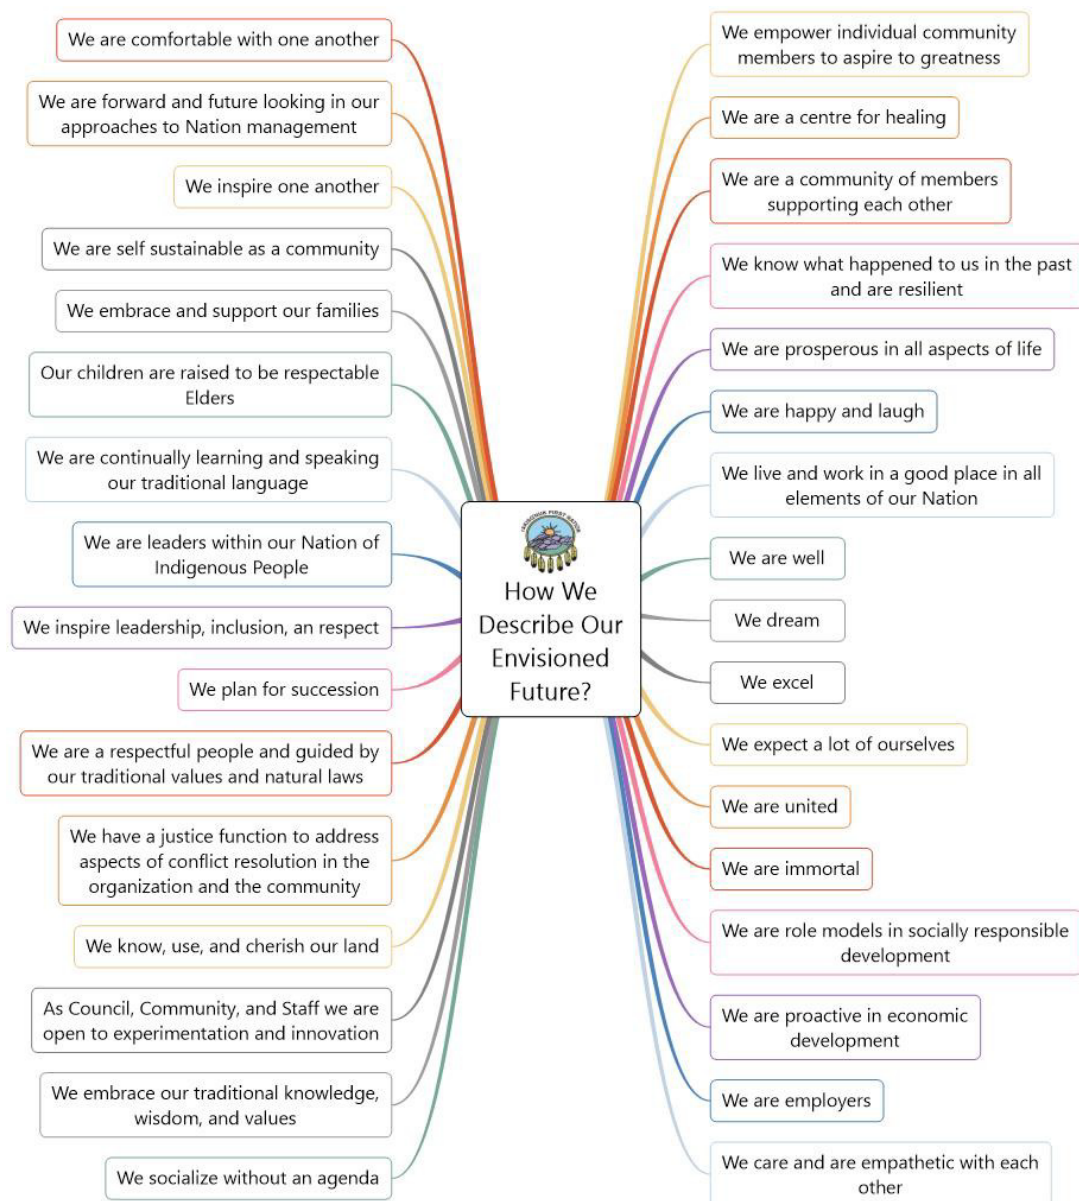 We are comfortable with one another
We are forward and future looking in our
approaches to Nation management
We inspire one another
We are self sustainable as a community
We embrace and support our families
Our children are raised to be respectable
Elders
We are continually learning and speaking
our traditional language
We are leaders within our Nation of
Indigenous People
We inspire leadership, inclusion, an respect
We plan for succession
We are a respectful people and guided by
our traditional values and natural laws
We have a justice function to address
aspects of conflict resolution in the
organization and the community
We know, use, and cherish our land
As Council, Community, and Staff we are
open to experimentation and innovation
We embrace our traditional knowledge,
wisdom, and values
We socialize without an agenda
FIRST NATION
How We
Describe Our
Envisioned
Future?
We empower individual community
members to aspire to greatness
We are a centre for healing
We are a community of members
supporting each other
We know what happened to us in the past
and are resilient
We are prosperous in all aspects of life
We are happy and laugh
We live and work in a good place in all
elements of our Nation
We are well
We dream
We excel
We expect a lot of ourselves
We are united
We are immortal
We are role models in socially responsible
development
We are proactive in economic
development
We are employers
We care and are empathetic with each
other